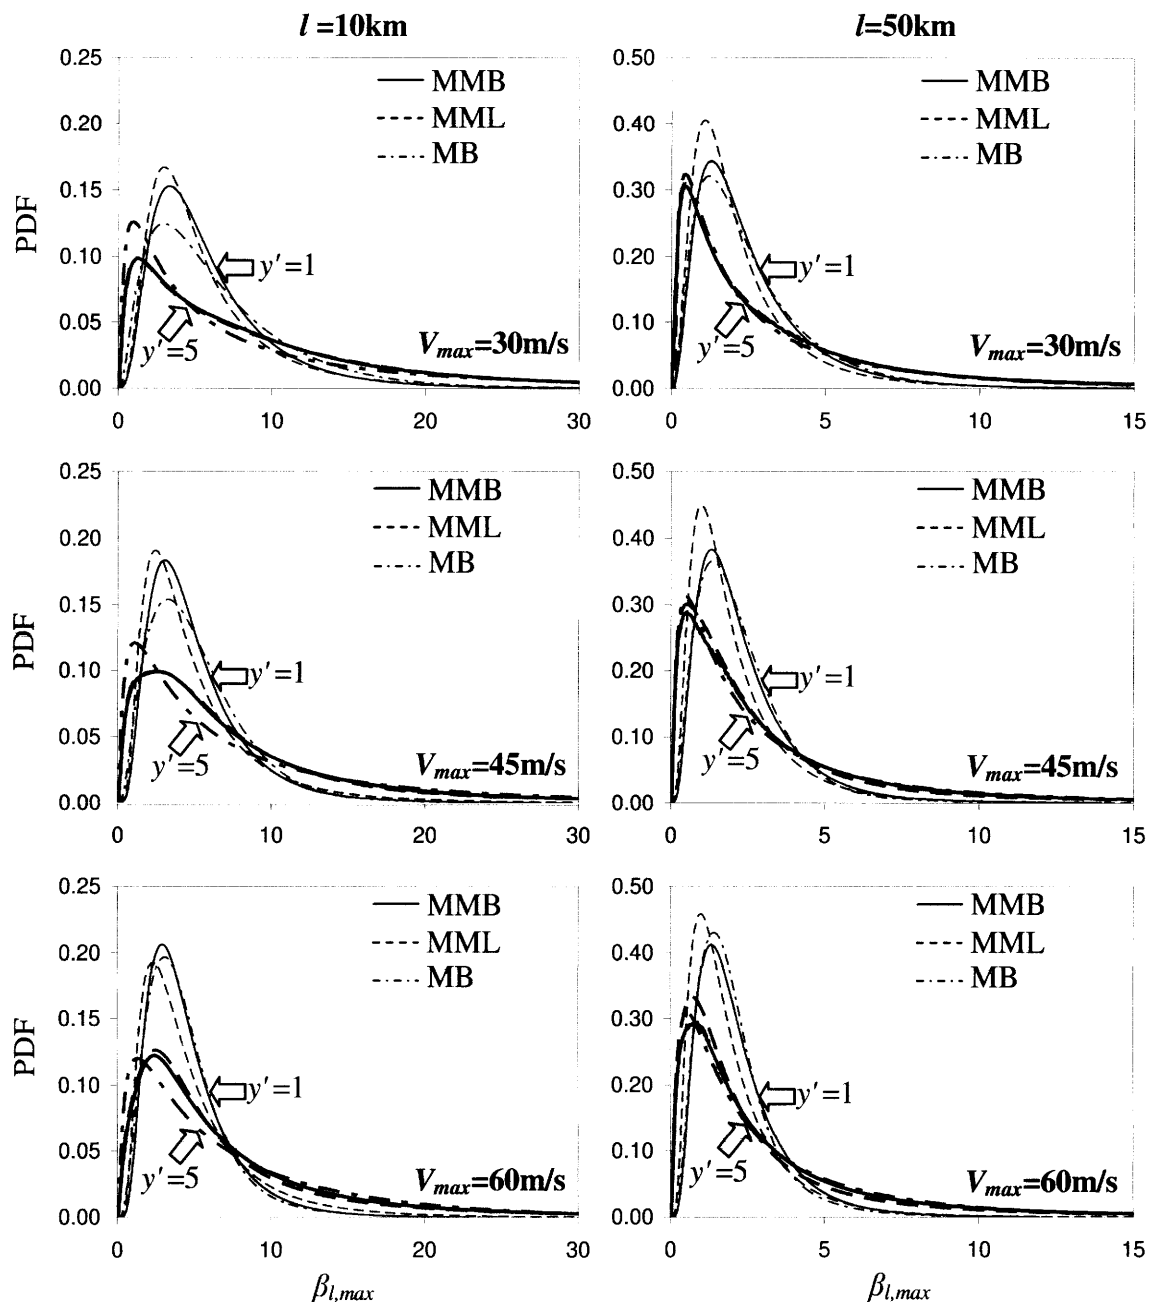 l =10km
l=50km
0.25
0.20
0.15
0.10
0.05
0.00
PDF
MMB
MML
MB
y′=1
y′=5
Vmax=30m/s
0
10
20
30
0.50
0.40
0.30
0.20
0.10
0.00
MMB
MML
MB
y′=1
y′=5
Vmax=30m/s
0
5
10
15
0.25
0.20
0.15
0.10
0.05
0.00
PDF
MMB
MML
MB
y′=1
y′=5
Vmax=45m/s
0
10
20
30
0.50
0.40
0.30
0.20
0.10
0.00
MMB
MML
MB
y′=1
y′=5
Vmax=45m/s
0
5
10
15
0.25
0.20
0.15
0.10
0.05
0.00
PDF
MMB
MML
MB
y′=1
y′=5
Vmax=60m/s
0
10
20
30
βl,max
0.50
0.40
0.30
0.20
0.10
0.00
MMB
MML
MB
y′=1
y′=5
Vmax=60m/s
0
5
10
15
βl,max